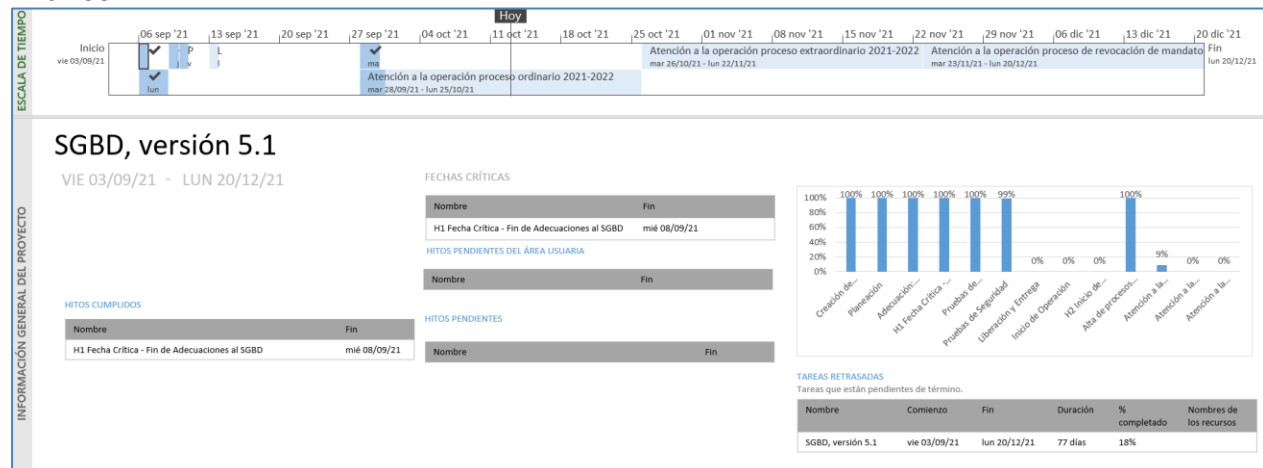 Hoy
ESCALA DE TIEMPO
06 sep '21 13 sep '21 20 sep '21 27 sep '21 04 oct '21 11 oct '21 18 oct '21 25 oct '21 01 nov '21 08 nov '21 15 nov '21 22 nov '21 29 nov '21 06 dic '21 13 dic '21 20 dic '21
Inicio
vie 03/09/21
P L
j v l
ma
Atención a la operación proceso extraordinario 2021-2022
mar 26/10/21 - lun 22/11/21
Atención a la operación proceso de revocación de mandato
mar 23/11/21 - lun 20/12/21
Fin
lun 20/12/21
lun
Atención a la operación proceso ordinario 2021-2022
mar 28/09/21 - lun 25/10/21
INFORMACIÓN GENERAL DEL PROYECTO
SGBD, versión 5.1
VIE 03/09/21 - LUN 20/12/21
HITOS CUMPLIDOS
Nombre Fin
H1 Fecha Crítica - Fin de Adecuaciones al SGBD mié 08/09/21
FECHAS CRÍTICAS
Nombre Fin
H1 Fecha Crítica - Fin de Adecuaciones al SGBD mié 08/09/21
HITOS PENDIENTES DEL ÁREA USUARIA
Nombre Fin
HITOS PENDIENTES
Nombre Fin
100%
80%
60%
40%
20%
0%
100% 100% 100% 100% 100% 99% 0% 0% 0% 100% 9% 0% 0%
Creación de...
Planeación
Adecuación:...
H1 Fecha Crítica -...
Pruebas de...
Pruebas de Seguridad
Liberación y Entrega
Inicio de Operación
H2 Inicio de...
Alta de procesos...
Atención a la...
Atención a la...
Atención a la...
TAREAS RETRASADAS
Tareas que están pendientes de término.
Nombre Comienzo Fin Duración % completado Nombres de los recursos
SGBD, versión 5.1 vie 03/09/21 lun 20/12/21 77 días 18%